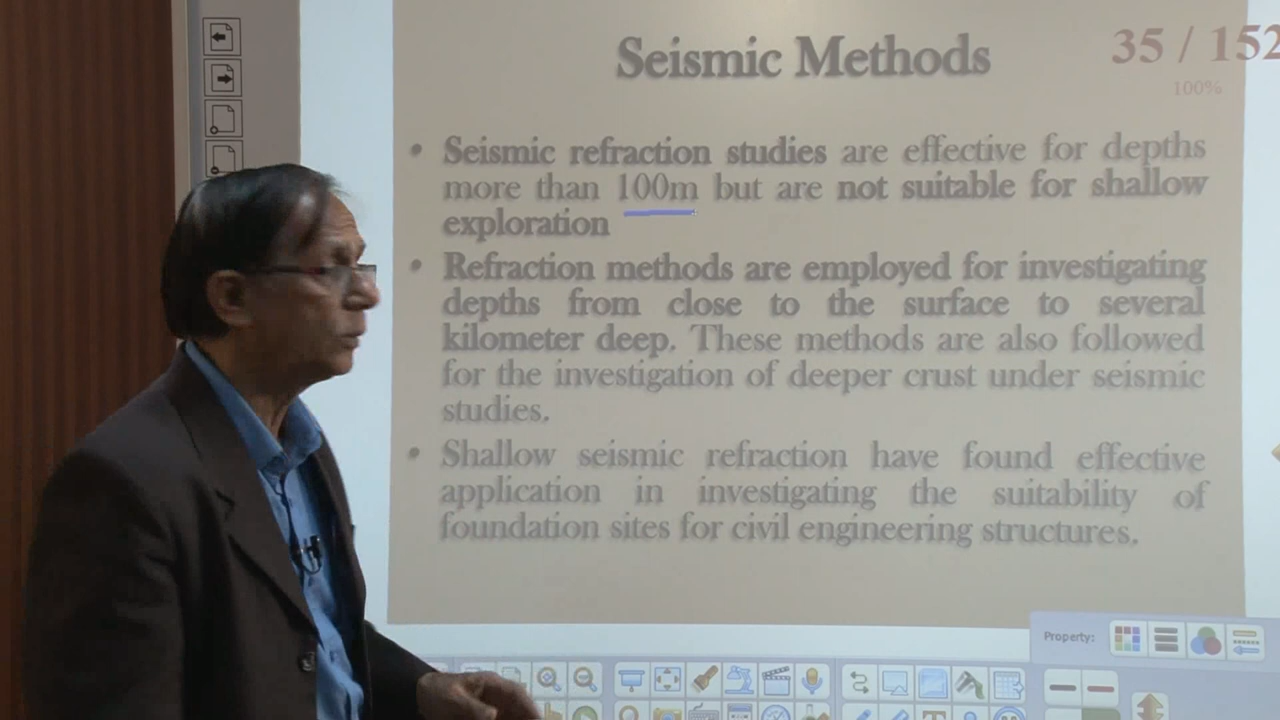 Seismic Methods
35 / 152
100%
• Seismic refraction studies are effective for depths
more than 100m but are not suitable for shallow
exploration
• Refraction methods are employed for investigating
depths from close to the surface to several
kilometer deep. These methods are also followed
for the investigation of deeper crust under seismic
studies.
• Shallow seismic refraction have found effective
application in investigating the suitability of
foundation sites for civil engineering structures.
Property: